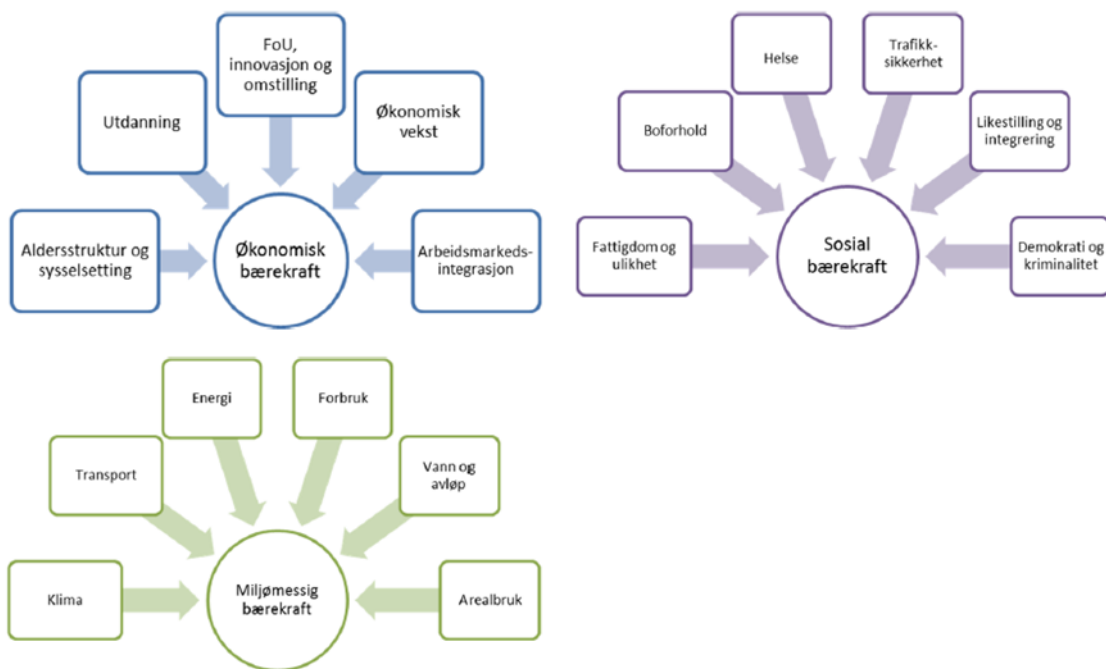 FoU,
innovasjon og
omstilling
Utdanning
Økonomisk
vekst
Aldersstruktur og
sysselsetting
Økonomisk
bærekraft
Arbeidsmarkeds-
integrasjon
Helse
Trafikk-
sikkerhet
Boforhold
Likestilling og
integrering
Fattigdom og
ulikhet
Sosial
bærekraft
Demokrati og
kriminalitet
Energi
Forbruk
Transport
Vann og
avløp
Klima
Miljømessig
bærekraft
Arealbruk